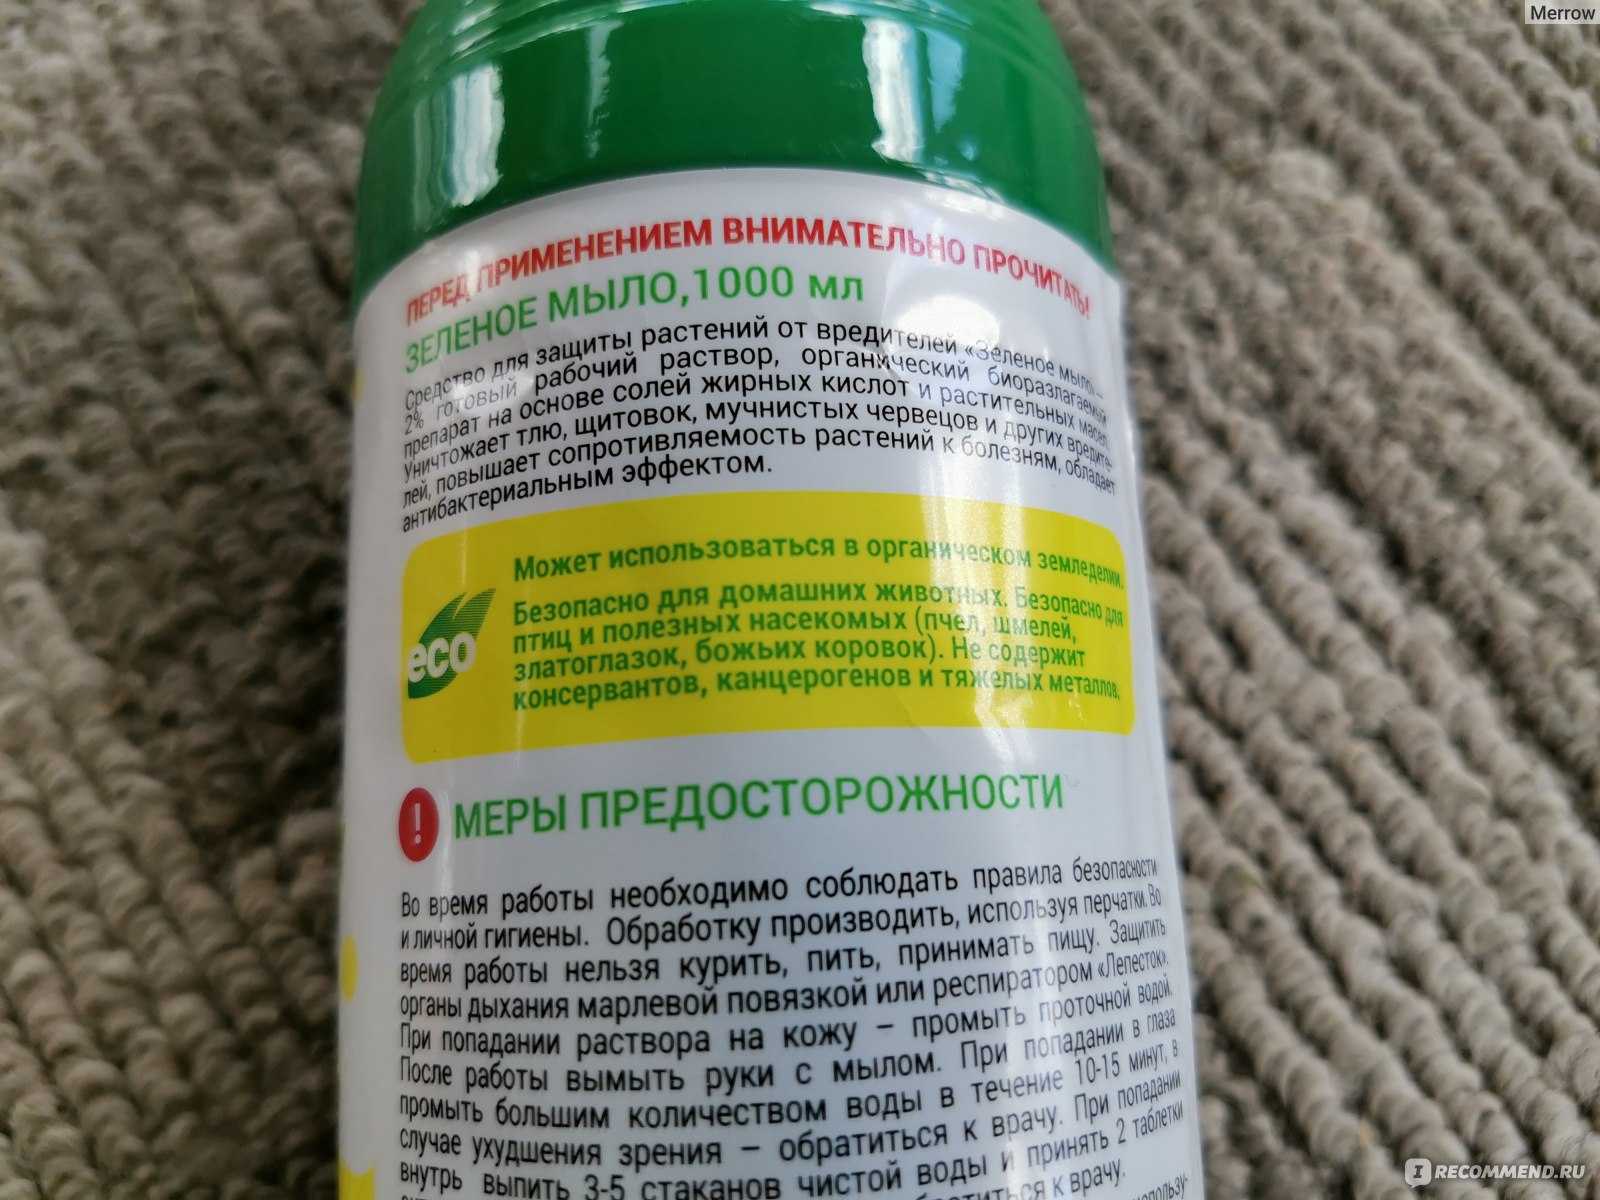 Merrow
ПЕРЕД ПРИМЕНЕНИЕМ ВНИМАТЕЛЬНО ПРОЧИТАТЬ!
ЗЕЛЕНОЕ МЫЛО, 1000 мл
Средство для защиты растений от вредителей «Зеленое мыло» –
2% готовый рабочий раствор, органический биоразлагаемый
препарат на основе солей жирных кислот и растительных масел.
Уничтожает тлю, щитовок, мучнистых червецов и других вредите-
лей, повышает сопротивляемость растений к болезням, обладает
антибактериальным эффектом.
Может использоваться в органическом земледелии.
Безопасно для домашних животных. Безопасно для
птиц и полезных насекомых (пчел, шмелей,
златоглазок, божьих коровок). Не содержит
консервантов, канцерогенов и тяжелых металлов.
eco
! МЕРЫ ПРЕДОСТОРОЖНОСТИ
Во время работы необходимо соблюдать правила безопасности
и личной гигиены. Обработку производить, используя перчатки. Во
время работы нельзя курить, пить, принимать пищу. Защитить
органы дыхания марлевой повязкой или респиратором «Лепесток».
При попадании раствора на кожу – промыть проточной водой.
После работы вымыть руки с мылом. При попадании в глаза
промыть большим количеством воды в течение 10-15 минут, в
случае ухудшения зрения – обратиться к врачу. При попадании
внутрь выпить 3-5 стаканов чистой воды и принять 2 таблетки
к врачу.
IRECOMMEND.RU